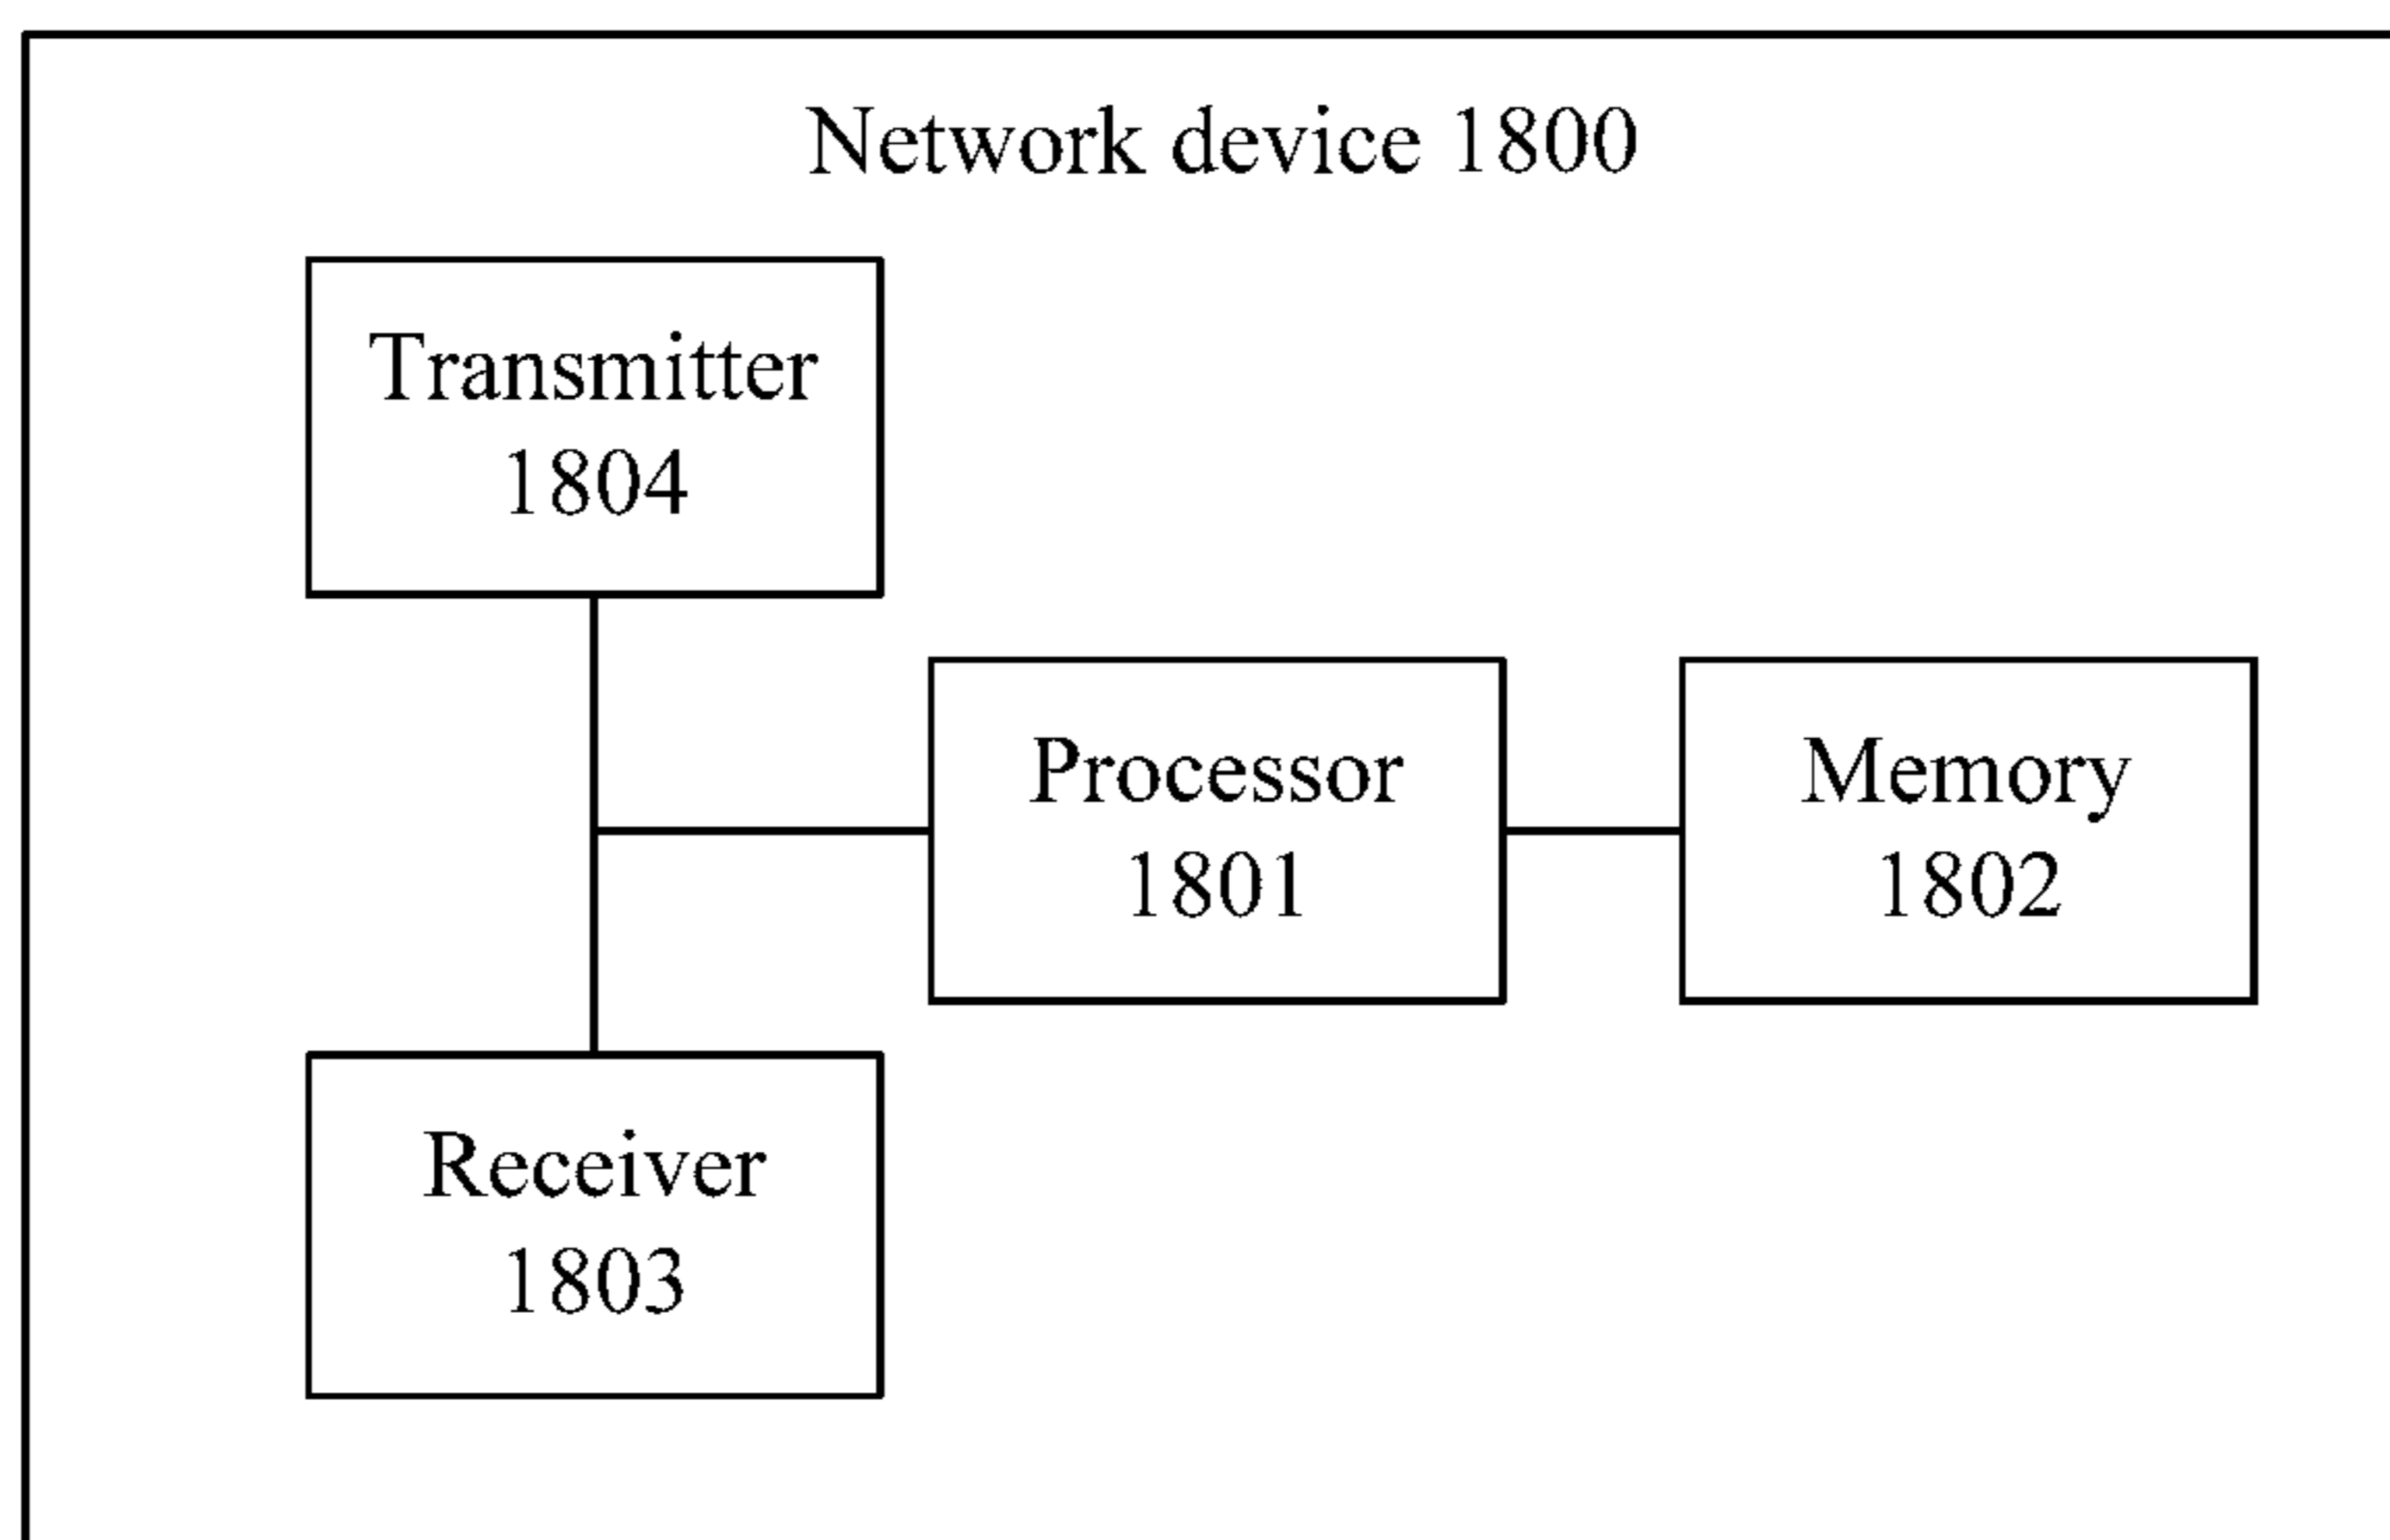 Network device 1800
Transmitter
1804
Processor
1801
Memory
1802
Receiver
1803